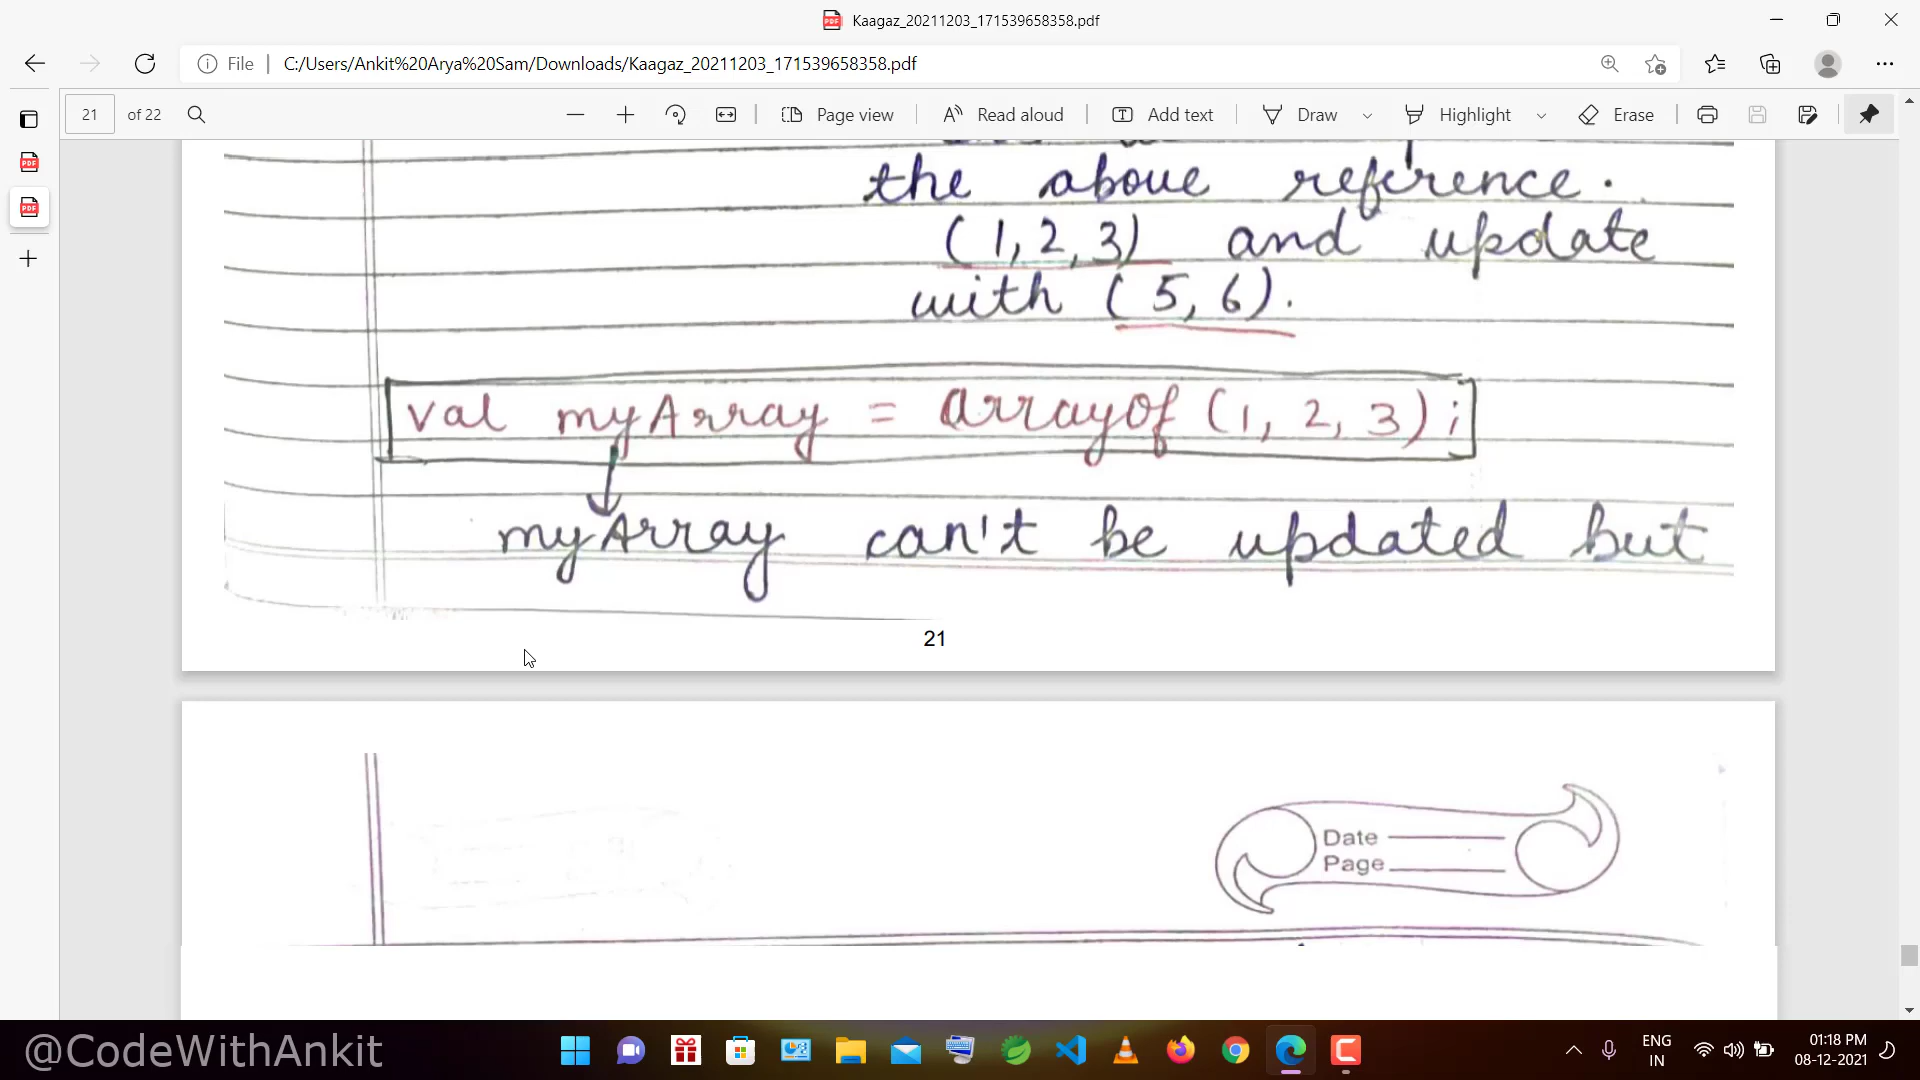 Kaagaz_20211203_171539658358.pdf
File
C:/Users/Ankit%20Arya%20Sam/Downloads/Kaagaz_20211203_171539658358.pdf
21 of 22
Page view
Read aloud
Add text
Draw
Highlight
Erase
the above reference.
(1, 2, 3) and update
with (5, 6).
val myArray = arrayof (1, 2, 3);
myArray can't be updated but
21
Date
Page
@CodeWithAnkit
ENG
IN
01:18 PM
08-12-2021